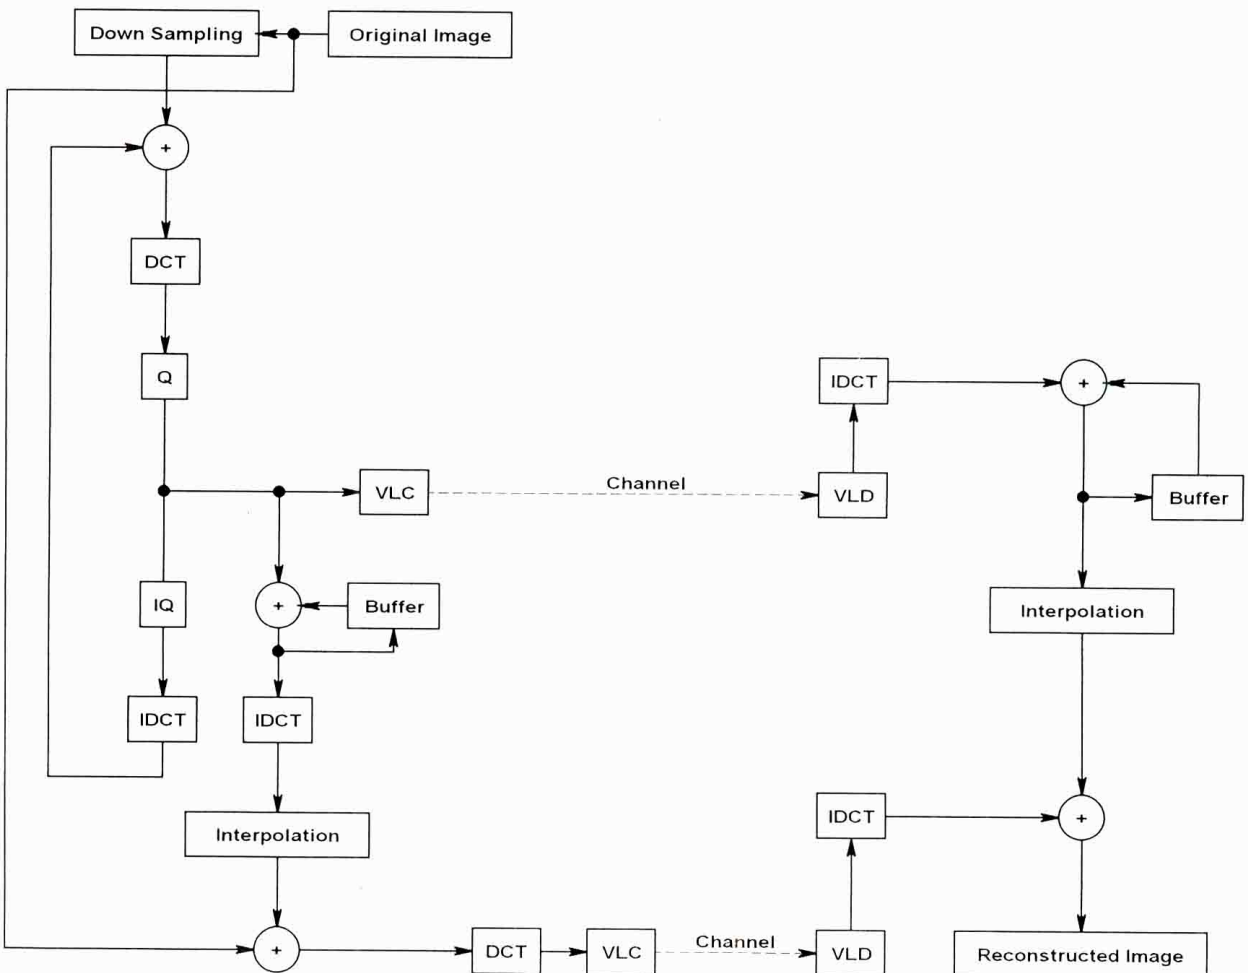 Down Sampling
Original Image
+
DCT
Q
IDCT
+
VLC
Channel
VLD
Buffer
IQ
+
Buffer
Interpolation
IDCT
IDCT
Interpolation
IDCT
+
+
DCT
VLC
Channel
VLD
Reconstructed Image